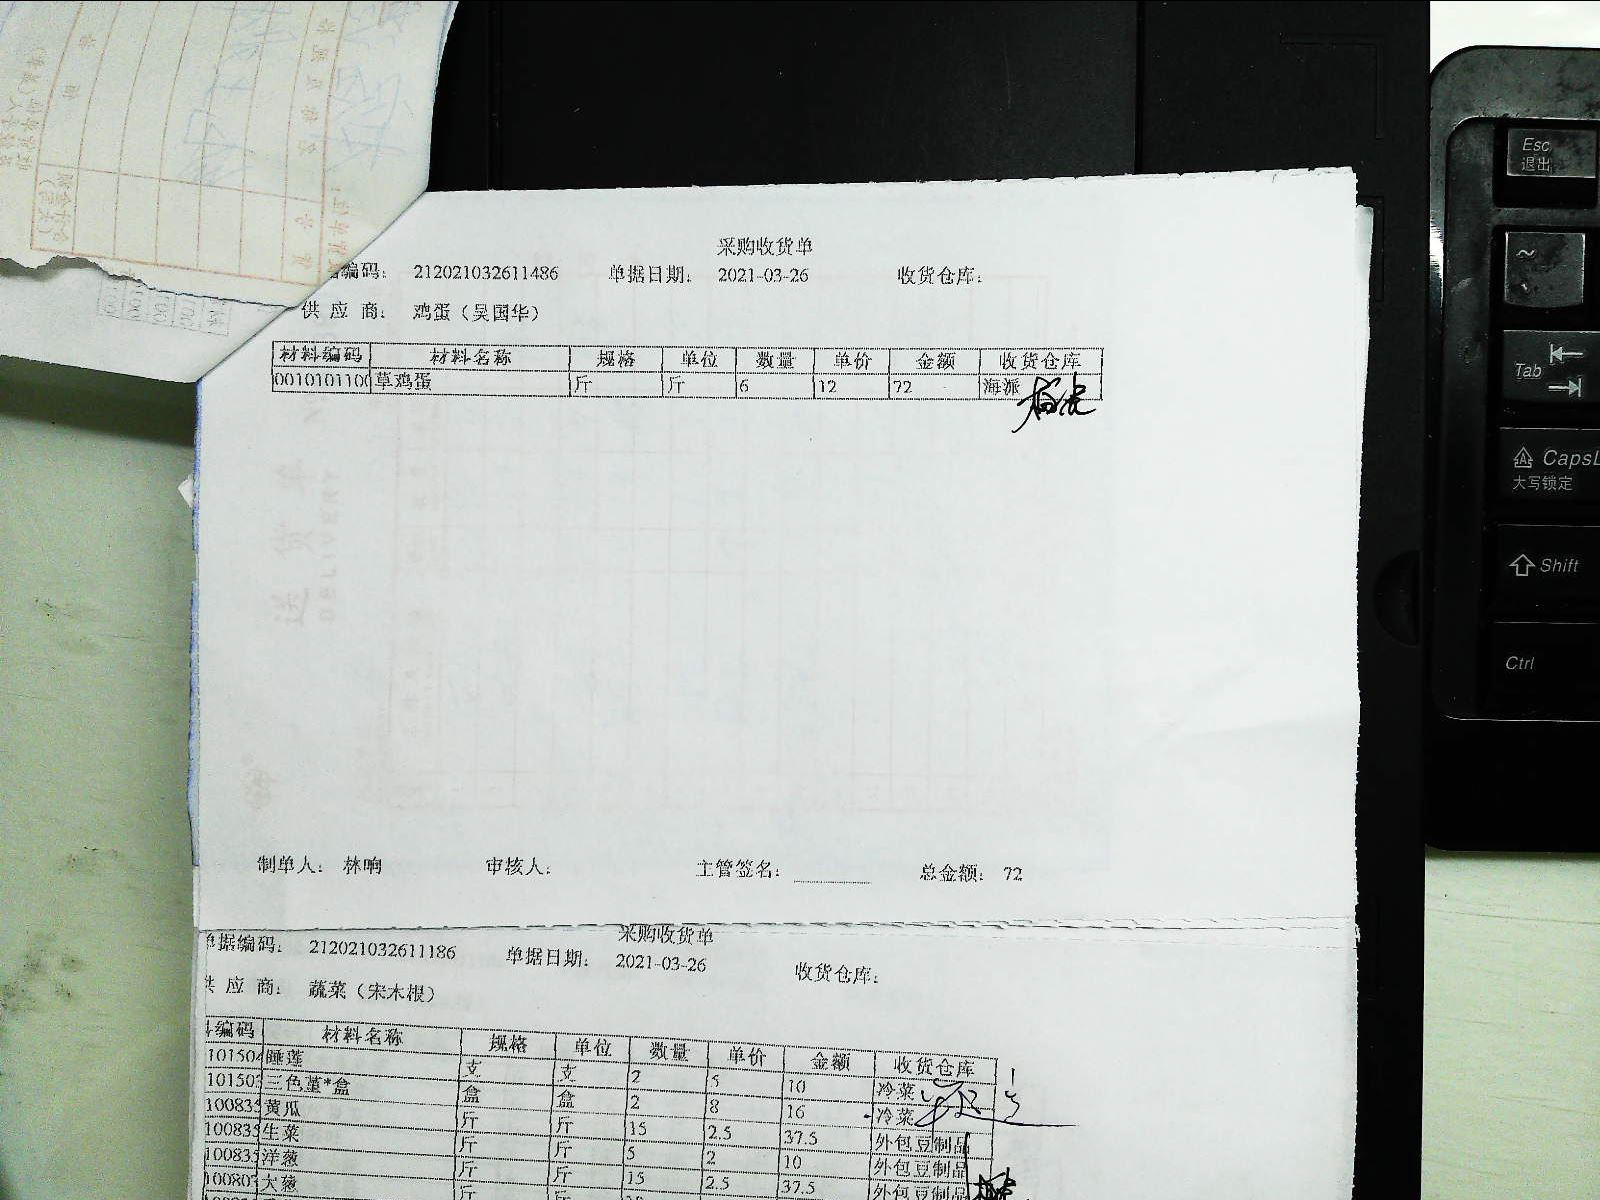 采购收货单
编码： 212021032611486 单据日期： 2021-03-26 收货仓库：
供 应 商： 鸡蛋（吴国华）
材料编码 材料名称 规格 单位 数量 单价 金额 收货仓库
0010101100 草鸡蛋 斤 斤 6 12 72 海派
制单人： 林响 审核人： 主管签名： 总金额： 72
采购收货单
单据编码： 212021032611186 单据日期： 2021-03-26 收货仓库：
供 应 商： 蔬菜（宋木根）
编码 材料名称 规格 单位 数量 单价 金额 收货仓库
101504 睡莲 支 支 2 5 10 冷菜
101503 三色堇*盒 盒 盒 2 8 16 冷菜
100835 黄瓜 斤 斤 15 2.5 37.5 外包豆制品
100835 生菜 斤 斤 5 2 10 外包豆制品
100835 洋葱 斤 斤 15 2.5 37.5 外包豆制品
100803 大葱 斤 斤
Esc
退出
~
Tab
CapsL
大写锁定
Shift
Ctrl